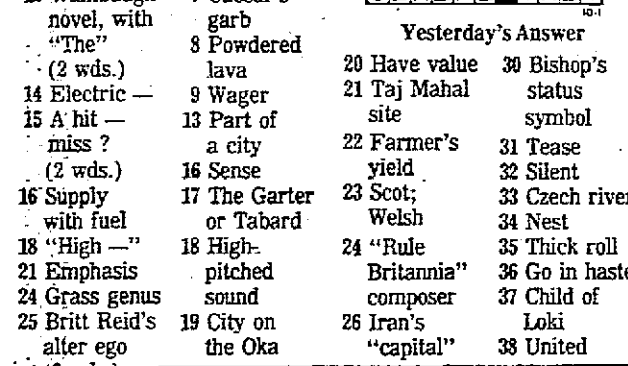 novel, with
"The"
(2 wds.)
14 Electric —
15 A hit —
miss ?
(2 wds.)
16 Supply
with fuel
18 "High —"
21 Emphasis
24 Grass genus
25 Britt Reid's
alter ego
garb
8 Powdered
lava
9 Wager
13 Part of
a city
16 Sense
17 The Garter
or Tabard
18 High-
pitched
sound
19 City on
the Oka
10-1
Yesterday's Answer
20 Have value
21 Taj Mahal
site
22 Farmer's
yield
23 Scot;
Welsh
24 "Rule
Britannia"
composer
26 Iran's
"capital"
30 Bishop's
status
symbol
31 Tease
32 Silent
33 Czech river
34 Nest
35 Thick roll
36 Go in haste
37 Child of
Loki
38 United